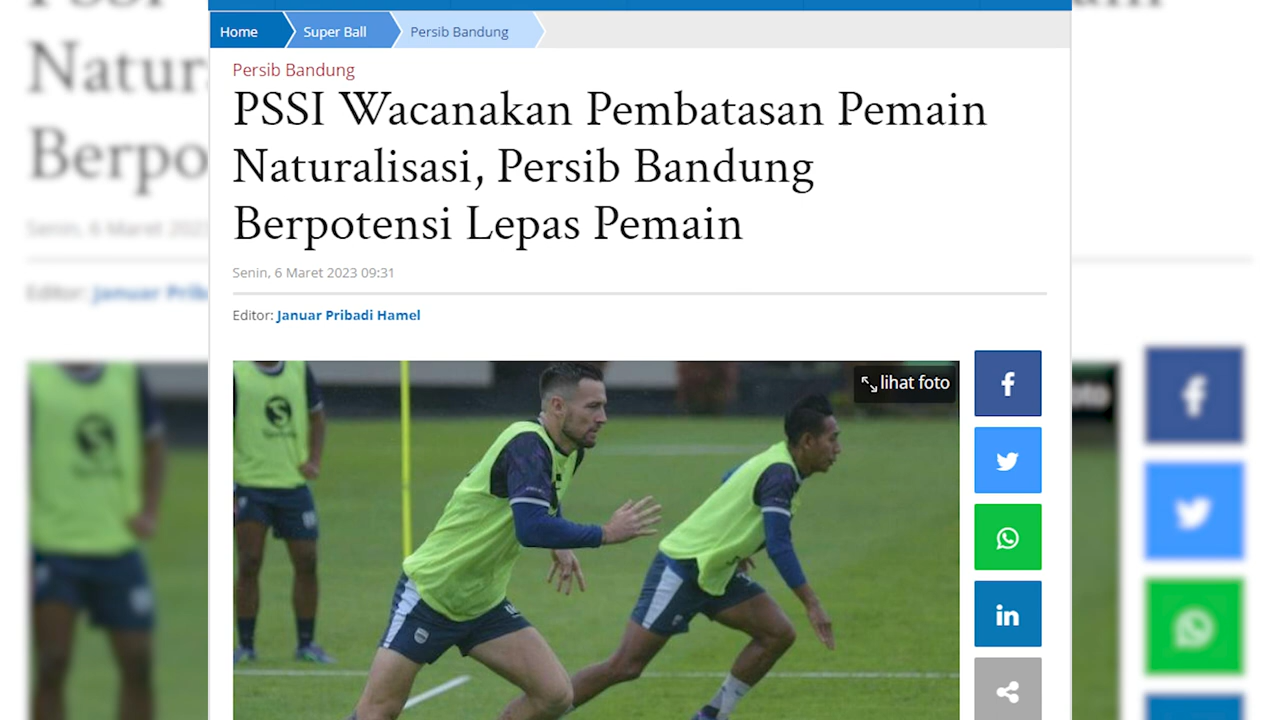 Home
Super Ball
Persib Bandung
Persib Bandung
PSSI Wacanakan Pembatasan Pemain
Naturalisasi, Persib Bandung
Berpotensi Lepas Pemain
Senin, 6 Maret 2023 09:31
Editor: Januar Pribadi Hamel
lihat foto